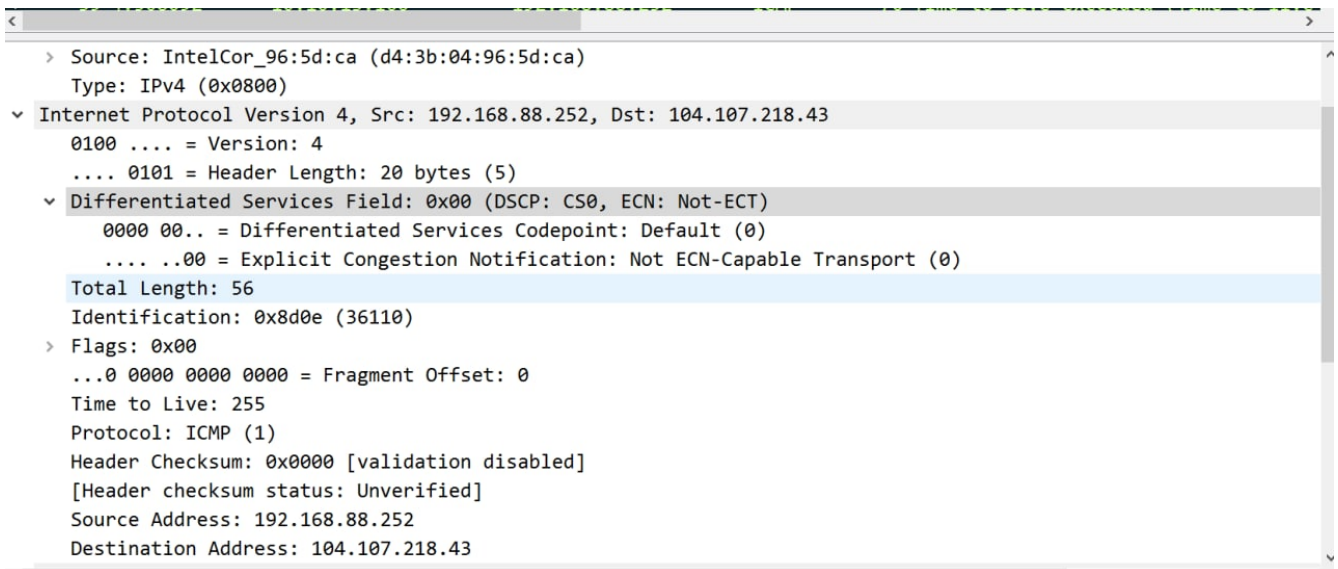 Source: IntelCor_96:5d:ca (d4:3b:04:96:5d:ca)
Type: IPv4 (0x0800)
Internet Protocol Version 4, Src: 192.168.88.252, Dst: 104.107.218.43
0100 .... = Version: 4
.... 0101 = Header Length: 20 bytes (5)
Differentiated Services Field: 0x00 (DSCP: CS0, ECN: Not-ECT)
0000 00.. = Differentiated Services Codepoint: Default (0)
.... ..00 = Explicit Congestion Notification: Not ECN-Capable Transport (0)
Total Length: 56
Identification: 0x8d0e (36110)
Flags: 0x00
...0 0000 0000 0000 = Fragment Offset: 0
Time to Live: 255
Protocol: ICMP (1)
Header Checksum: 0x0000 [validation disabled]
[Header checksum status: Unverified]
Source Address: 192.168.88.252
Destination Address: 104.107.218.43